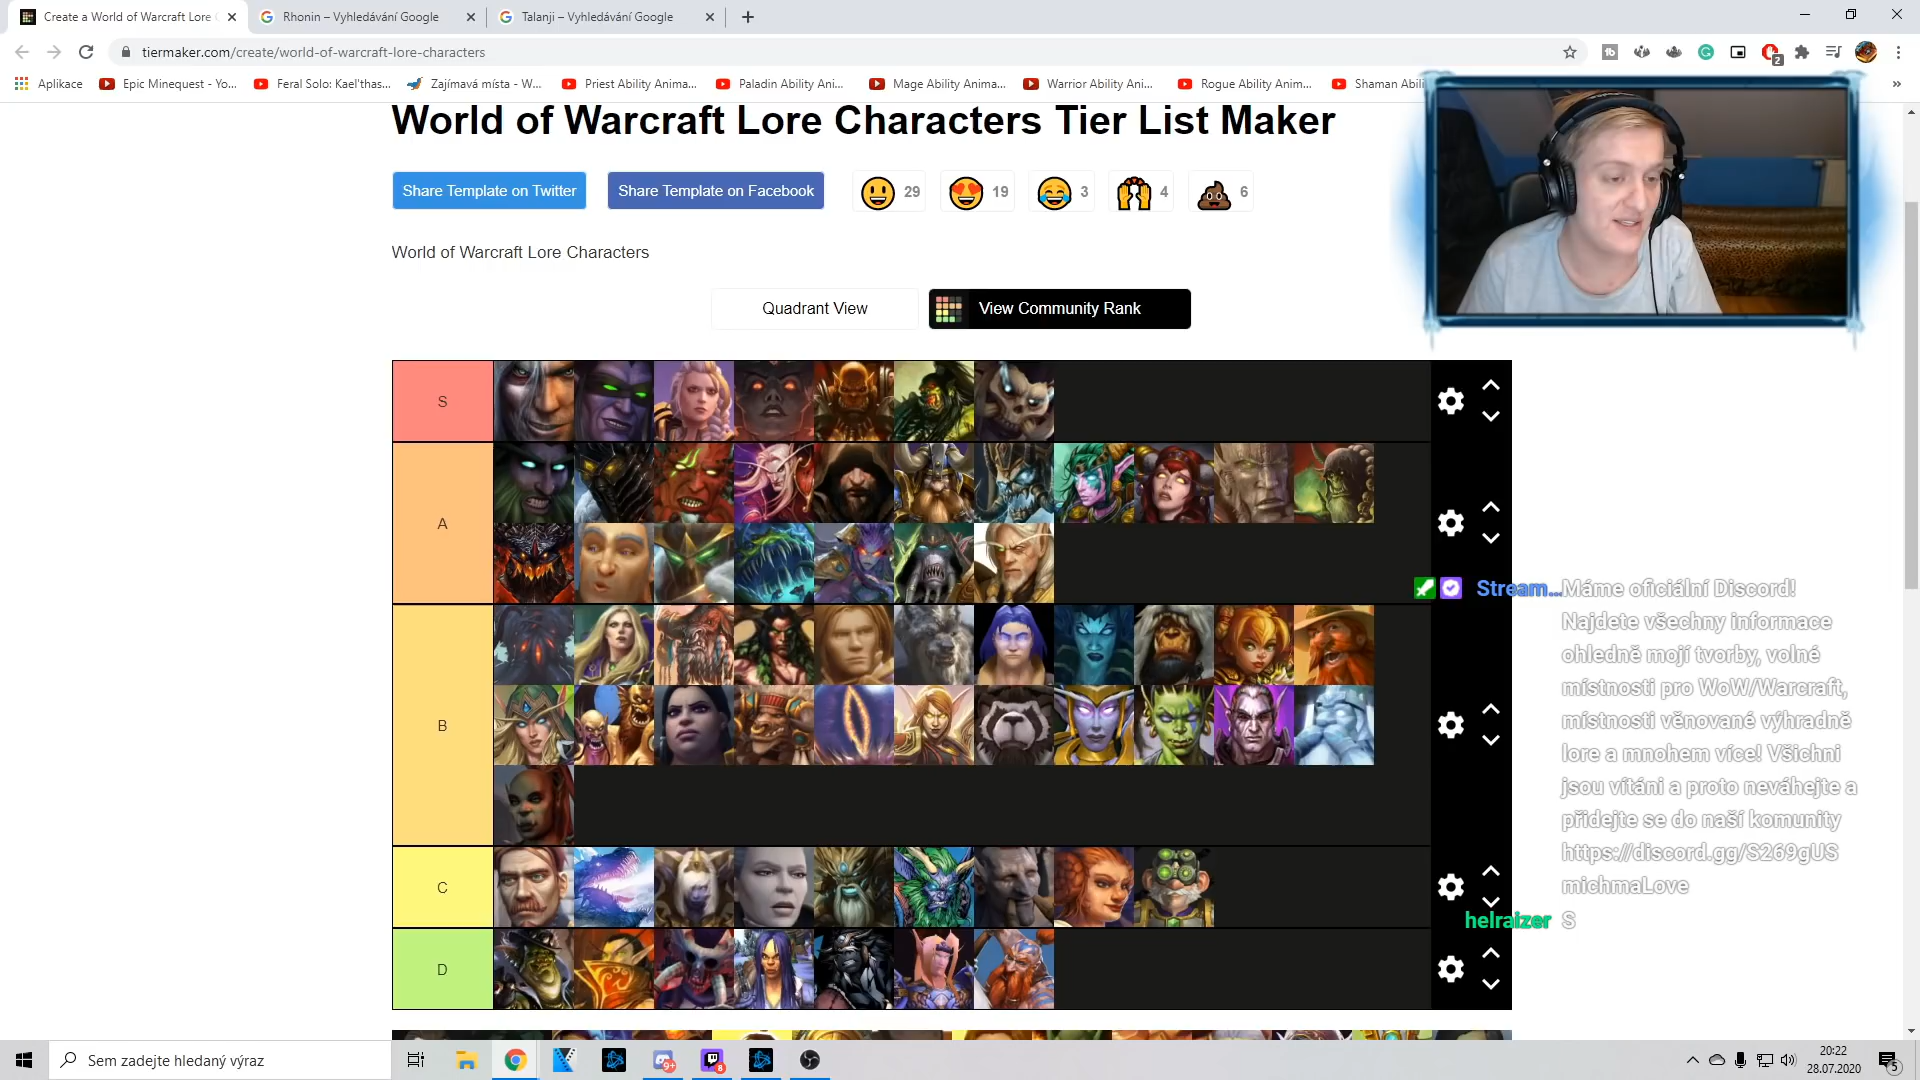 Create a World of Warcraft Lore
Rhonin – Vyhledávání Google
Talanji – Vyhledávání Google
tiermaker.com/create/world-of-warcraft-lore-characters
2
Aplikace
Epic Minequest - Yo...
Feral Solo: Kael'thas...
Zajímavá místa - W...
Priest Ability Anima...
Paladin Ability Ani...
Mage Ability Anima...
Warrior Ability Ani...
Rogue Ability Anim...
Shaman Abili
»
World of Warcraft Lore Characters Tier List Maker
Share Template on Twitter
Share Template on Facebook
29
19
3
4
6
World of Warcraft Lore Characters
Quadrant View
View Community Rank
S
A
B
C
D
Stream...Máme oficiální Discord!
Najdete všechny informace
ohledně mojí tvorby, volné
místnosti pro WoW/Warcraft,
místnosti věnované výhradně
lore a mnohem více! Všichni
jsou vítáni a proto neváhejte a
přidejte se do naší komunity
https://discord.gg/S269gUS
michmaLove
helraizer S
Sem zadejte hledaný výraz
9+
8
20:22
28.07.2020
5